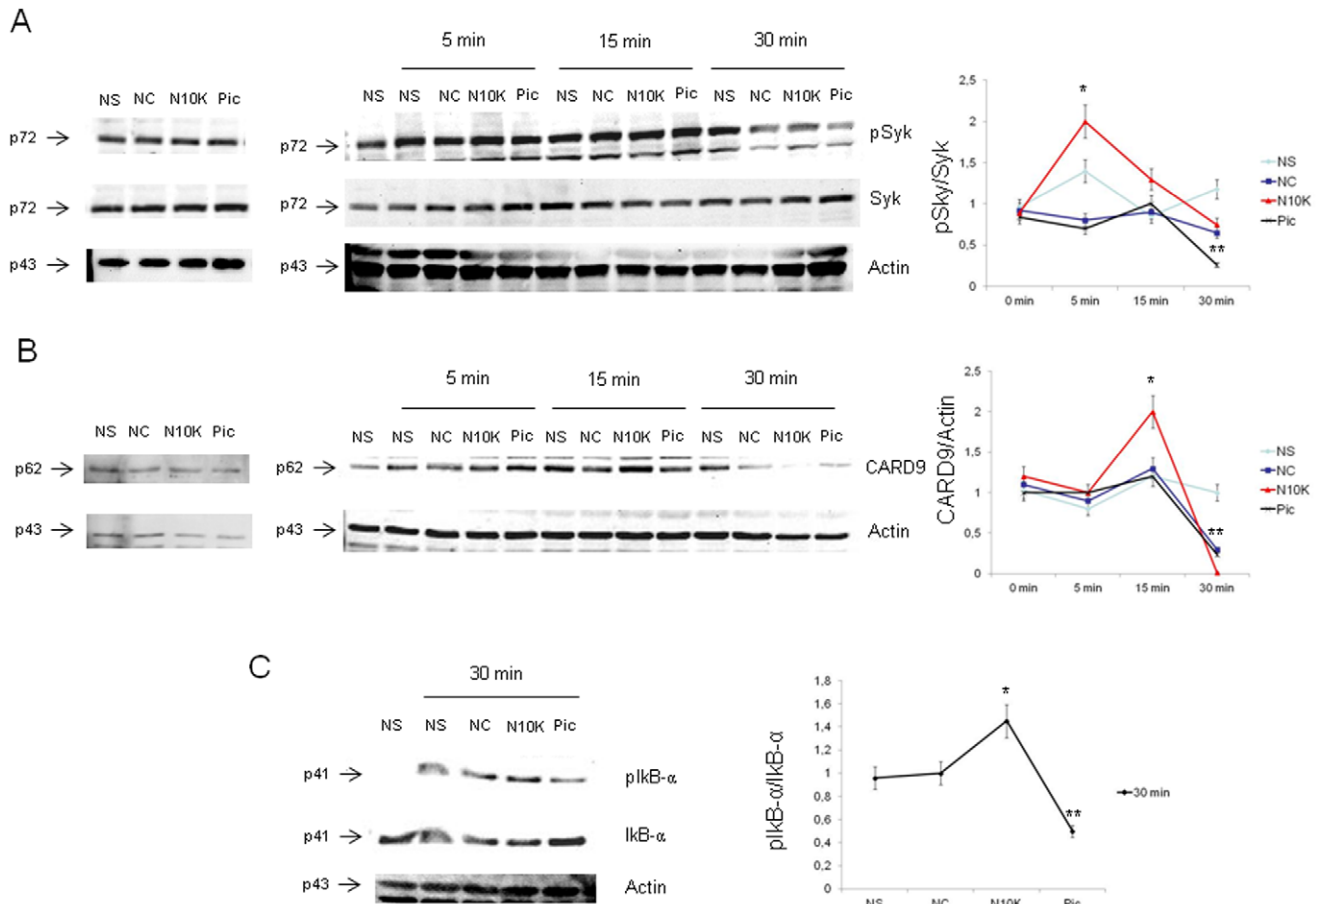 A
5 min 15 min 30 min
NS NC N10K Pic
NS NS NC N10K Pic NS NC N10K Pic NS NC N10K Pic
p72 →
p72 → pSyk
p72 →
p72 → Syk
p43 →
p43 → Actin
pSky/Syk
2,5
2
1,5
1
0,5
0
0 min 5 min 15 min 30 min
*
**
NS
NC
N10K
Pic
B
5 min 15 min 30 min
NS NC N10K Pic
NS NS NC N10K Pic NS NC N10K Pic NS NC N10K Pic
p62 →
p62 → CARD9
p43 →
p43 → Actin
CARD9/Actin
2,5
2
1,5
1
0,5
0
0 min 5 min 15 min 30 min
*
**
NS
NC
N10K
Pic
C
30 min
NS NS NC N10K Pic
p41 → pIkB-α
p41 → IkB-α
p43 → Actin
pIkB-α/IkB-α
1,8
1,6
1,4
1,2
1
0,8
0,6
0,4
0,2
0
*
**
30 min
NS NC N10K Pic